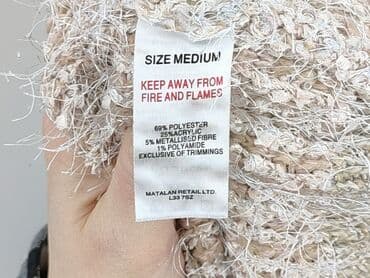 SIZE MEDIUM
KEEP AWAY FROM
FIRE AND FLAMES
69% POLYESTER
25% ACRYLIC
5% METALLISED FIBRE
1% POLYAMIDE
EXCLUSIVE OF TRIMMINGS
MATALAN RETAIL LTD.
L33 7SZ